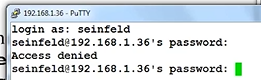 192.168.1.36 - PuTTY
login as: seinfeld
seinfeld@192.168.1.36's password:
Access denied
seinfeld@192.168.1.36's password: